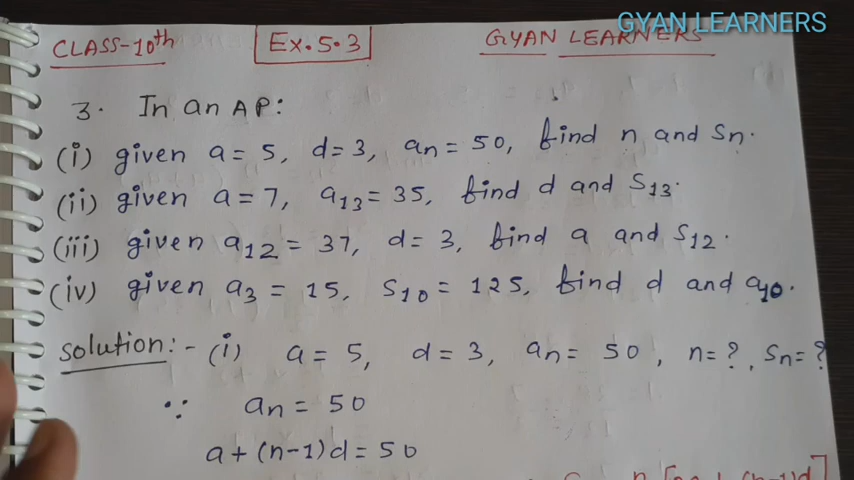 GYAN LEARNERS
CLASS-10th Ex.5.3 GYAN LEARNERS
3. In an AP:
(i) given a = 5, d = 3, an = 50, find n and Sn.
(ii) given a = 7, a13 = 35, find d and S13.
(iii) given a12 = 37, d = 3, find a and S12.
(iv) given a3 = 15, S10 = 125, find d and a10.
Solution:- (i) a = 5, d = 3, an = 50, n = ?, Sn = ?
∵ an = 50
a + (n-1)d = 50